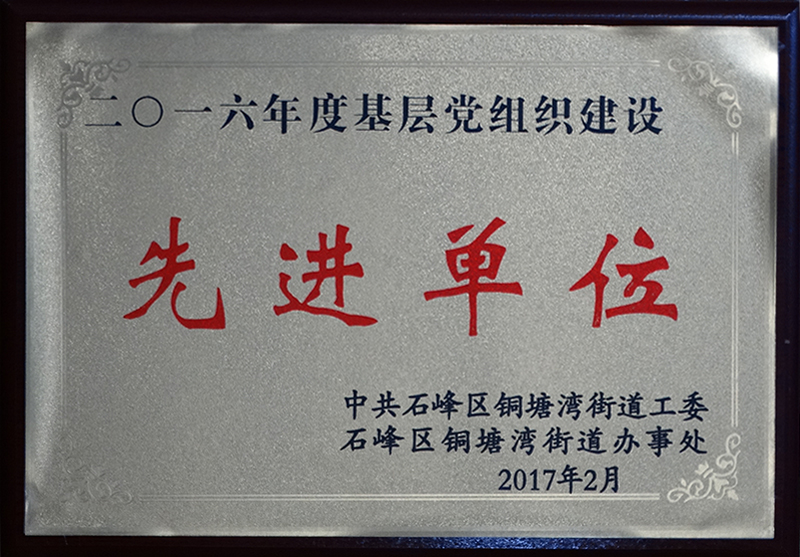 二〇一六年度基层党组织建设
先进单位
中共石峰区铜塘湾街道工委
石峰区铜塘湾街道办事处
2017年2月